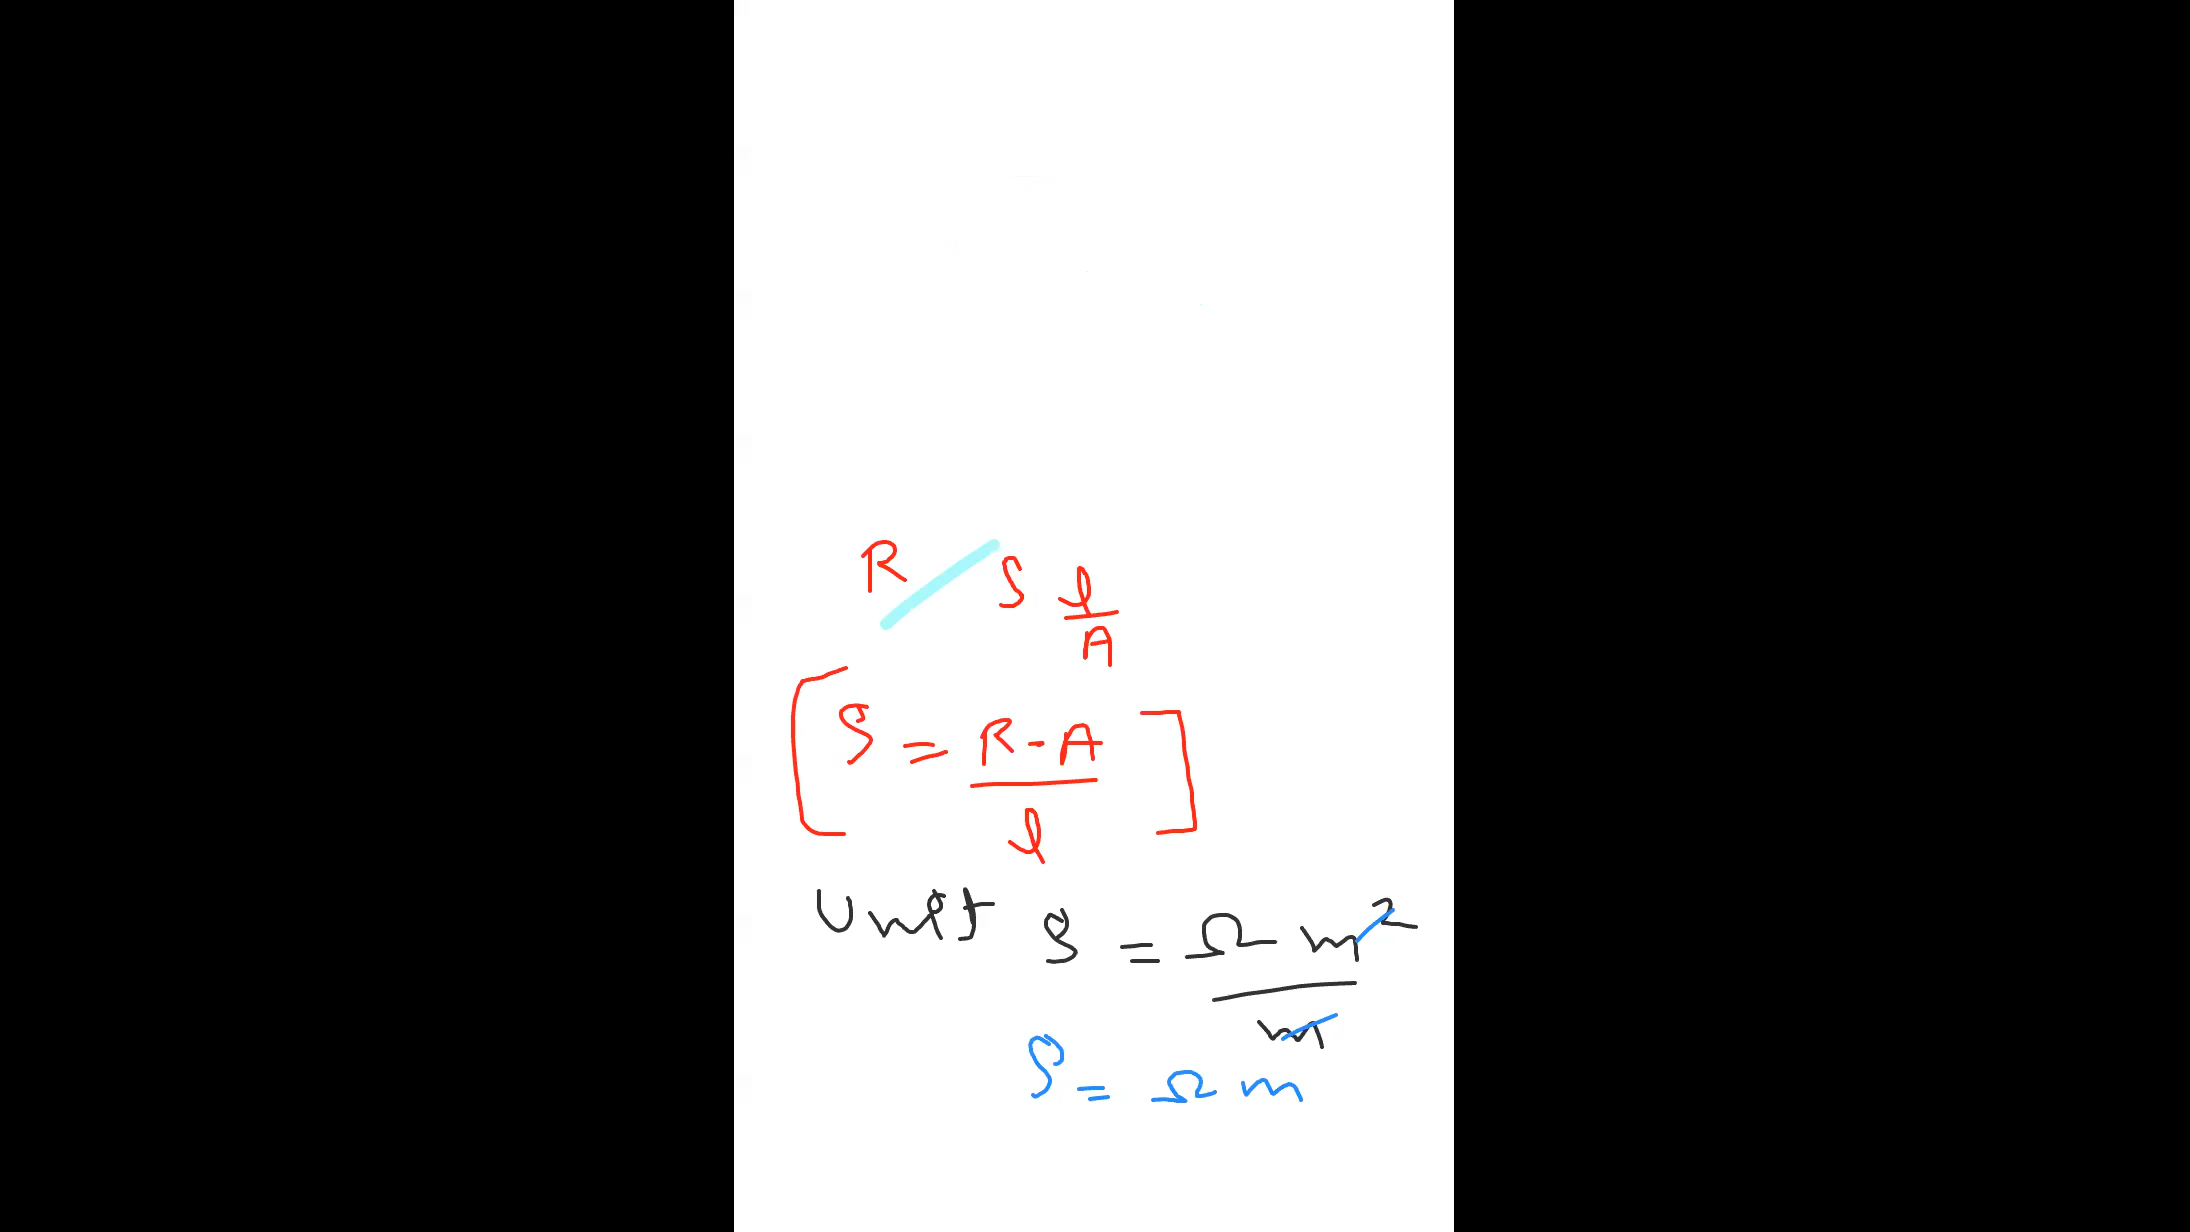 R ρ l/A
[ρ = R - A / l]
Unit ρ = Ω m² / m
ρ = Ω m